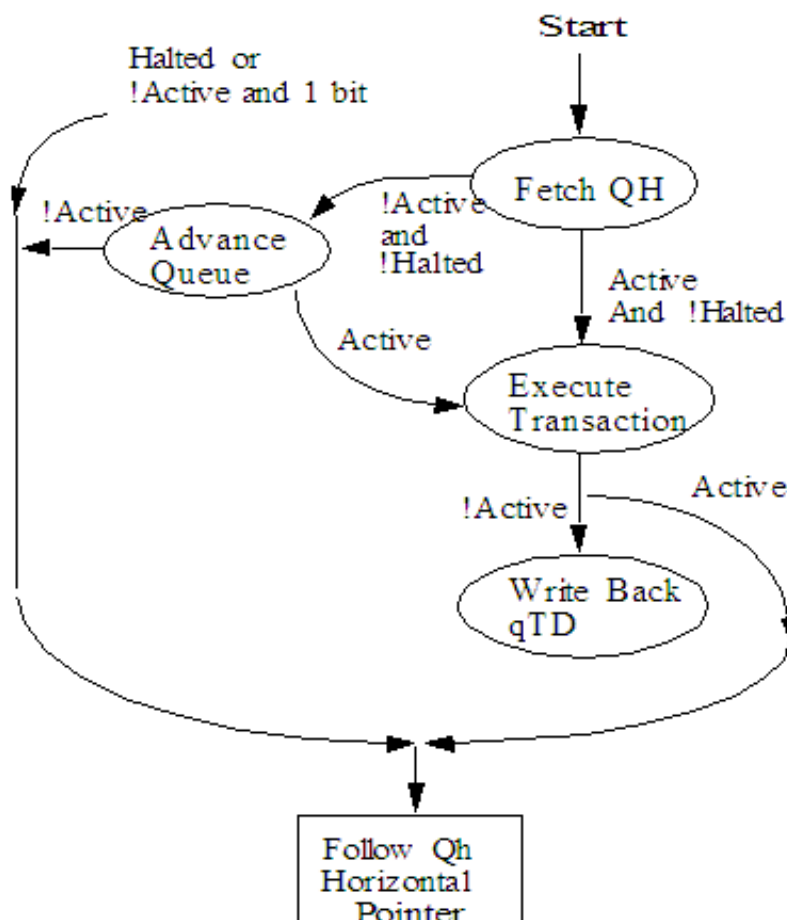 Start
Halted or
!Active and 1 bit
Fetch QH
!Active
and
!Halted
!Active
Advance
Queue
Active
And !Halted
Active
Execute
Transaction
!Active
Active
Write Back
qTD
Follow Qh
Horizontal
Pointer